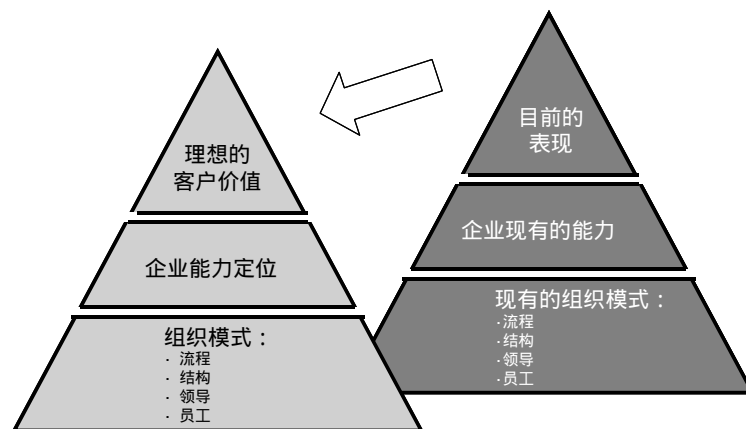 理想的
客户价值
企业能力定位
组织模式：
· 流程
· 结构
· 领导
· 员工
目前的
表现
企业现有的能力
现有的组织模式：
·流程
·结构
·领导
·员工